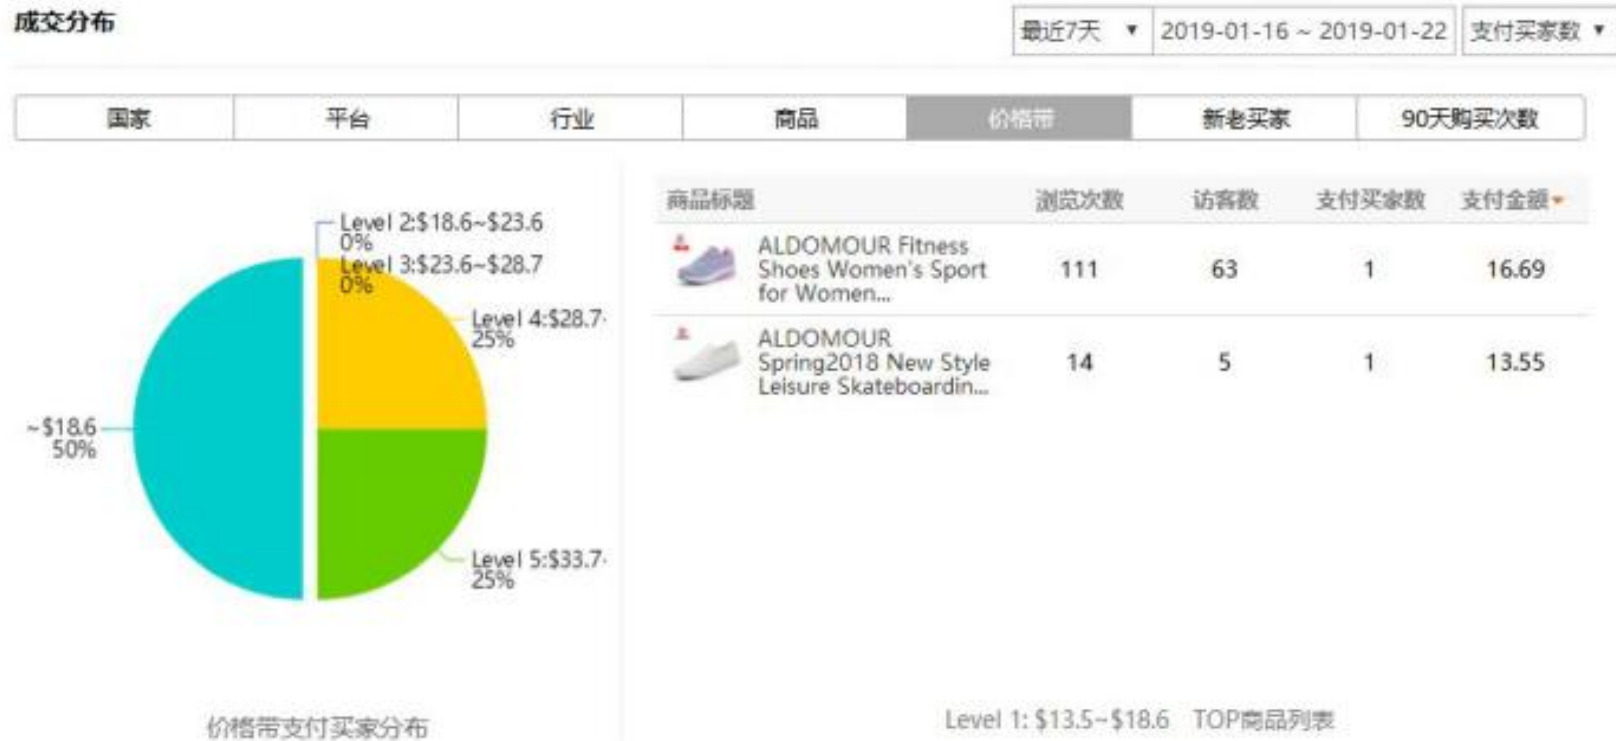 成交分布
最近7天 ▼ 2019-01-16 ~ 2019-01-22 支付买家数 ▼
国家 平台 行业 商品 价格带 新老买家 90天购买次数
Level 2:$18.6~$23.6
0%
Level 3:$23.6~$28.7
0%
Level 4:$28.7
25%
~$18.6
50%
Level 5:$33.7
25%
价格带支付买家分布
商品标题 浏览次数 访客数 支付买家数 支付金额
ALDOMOUR Fitness
Shoes Women's Sport
for Women...
111 63 1 16.69
ALDOMOUR
Spring2018 New Style
Leisure Skateboardin...
14 5 1 13.55
Level 1: $13.5~$18.6 TOP商品列表